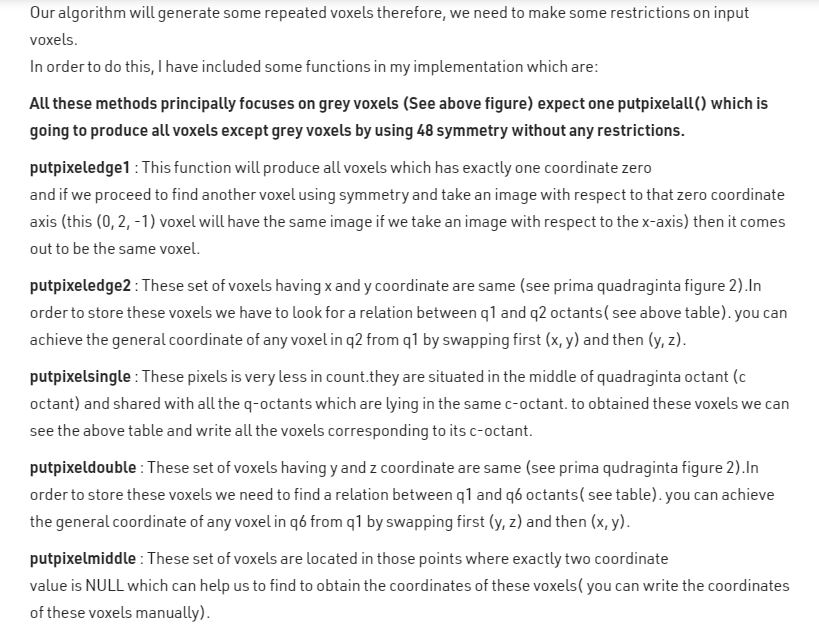 Our algorithm will generate some repeated voxels therefore, we need to make some restrictions on input
voxels.
In order to do this, I have included some functions in my implementation which are:
All these methods principally focuses on grey voxels (See above figure) expect one putpixelall() which is
going to produce all voxels except grey voxels by using 48 symmetry without any restrictions.
putpixeledge1 : This function will produce all voxels which has exactly one coordinate zero
and if we proceed to find another voxel using symmetry and take an image with respect to that zero coordinate
axis (this (0, 2, -1) voxel will have the same image if we take an image with respect to the x-axis) then it comes
out to be the same voxel.
putpixeledge2 : These set of voxels having x and y coordinate are same (see prima quadraginta figure 2).In
order to store these voxels we have to look for a relation between q1 and q2 octants( see above table). you can
achieve the general coordinate of any voxel in q2 from q1 by swapping first (x, y) and then (y, z).
putpixelsingle : These pixels is very less in count.they are situated in the middle of quadraginta octant (c
octant) and shared with all the q-octants which are lying in the same c-octant. to obtained these voxels we can
see the above table and write all the voxels corresponding to its c-octant.
putpixeldouble : These set of voxels having y and z coordinate are same (see prima qudraginta figure 2).In
order to store these voxels we need to find a relation between q1 and q6 octants( see table). you can achieve
the general coordinate of any voxel in q6 from q1 by swapping first (y, z) and then (x, y).
putpixelmiddle : These set of voxels are located in those points where exactly two coordinate
value is NULL which can help us to find to obtain the coordinates of these voxels( you can write the coordinates
of these voxels manually).